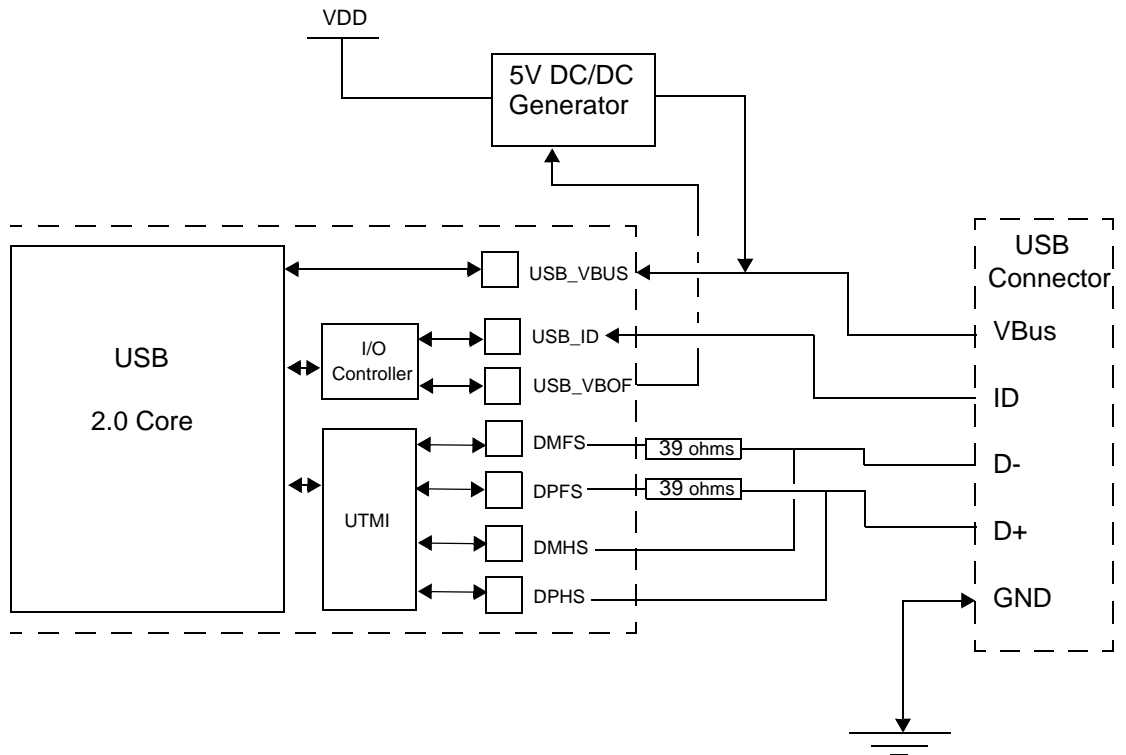 VDD
5V DC/DC
Generator
USB
Connector
USB_VBUS
VBus
USB_ID
I/O
Controller
USB
USB_VBOF
ID
2.0 Core
DMFS
39 ohms
D-
DPFS
39 ohms
UTMI
D+
DMHS
DPHS
GND